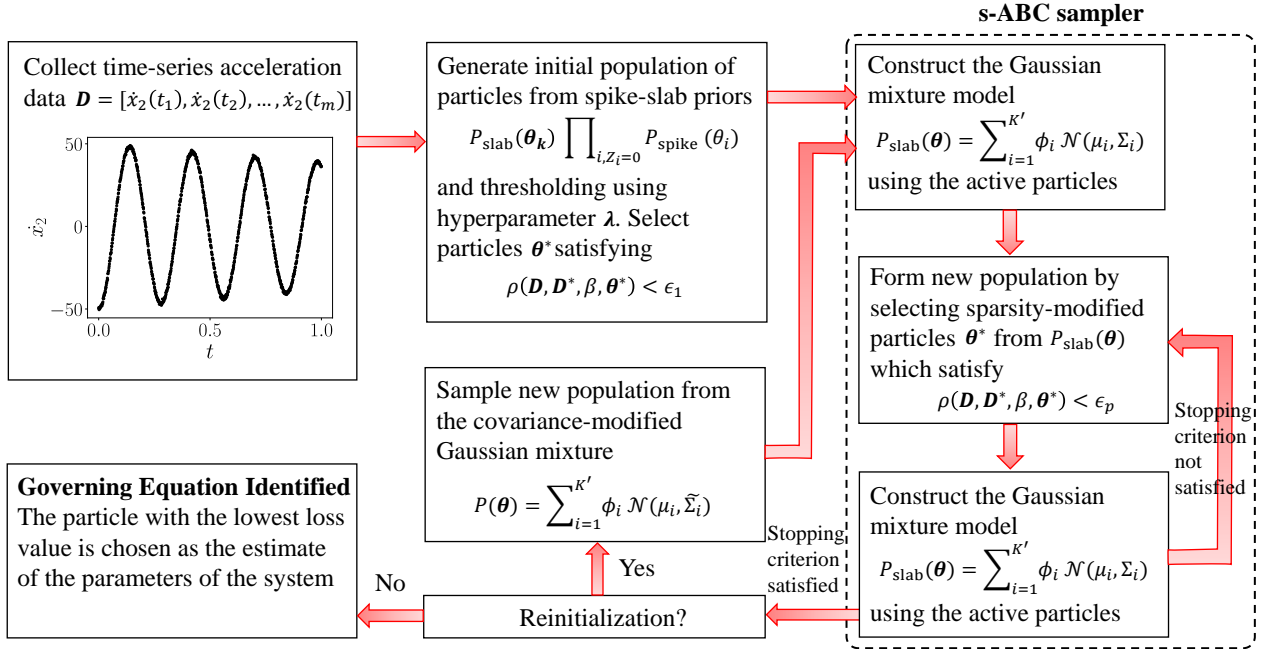 s-ABC sampler
Collect time-series acceleration
data 𝑫 = [ẋ₂(t₁), ẋ₂(t₂), … , ẋ₂(tₘ)]
50
0
−50
ẋ₂
0.0
0.5
1.0
t
Generate initial population of
particles from spike-slab priors
P_slab(𝜽_𝒌) ∏_{i,Z_i=0} P_spike (θ_i)
and thresholding using
hyperparameter 𝝀. Select
particles 𝜽* satisfying
ρ(𝑫, 𝑫*, β, 𝜽*) < ϵ₁
Construct the Gaussian
mixture model
P_slab(𝜽) = ∑_{i=1}^{K′} ϕ_i 𝒩(μ_i, Σ_i)
using the active particles
Form new population by
selecting sparsity-modified
particles 𝜽* from P_slab(𝜽)
which satisfy
ρ(𝑫, 𝑫*, β, 𝜽*) < ϵ_p
Stopping
criterion
not
satisfied
Construct the Gaussian
mixture model
P_slab(𝜽) = ∑_{i=1}^{K′} ϕ_i 𝒩(μ_i, Σ_i)
using the active particles
Stopping
criterion
satisfied
Sample new population from
the covariance-modified
Gaussian mixture
P(𝜽) = ∑_{i=1}^{K′} ϕ_i 𝒩(μ_i, Σ̃_i)
Yes
Reinitialization?
No
Governing Equation Identified
The particle with the lowest loss
value is chosen as the estimate
of the parameters of the system